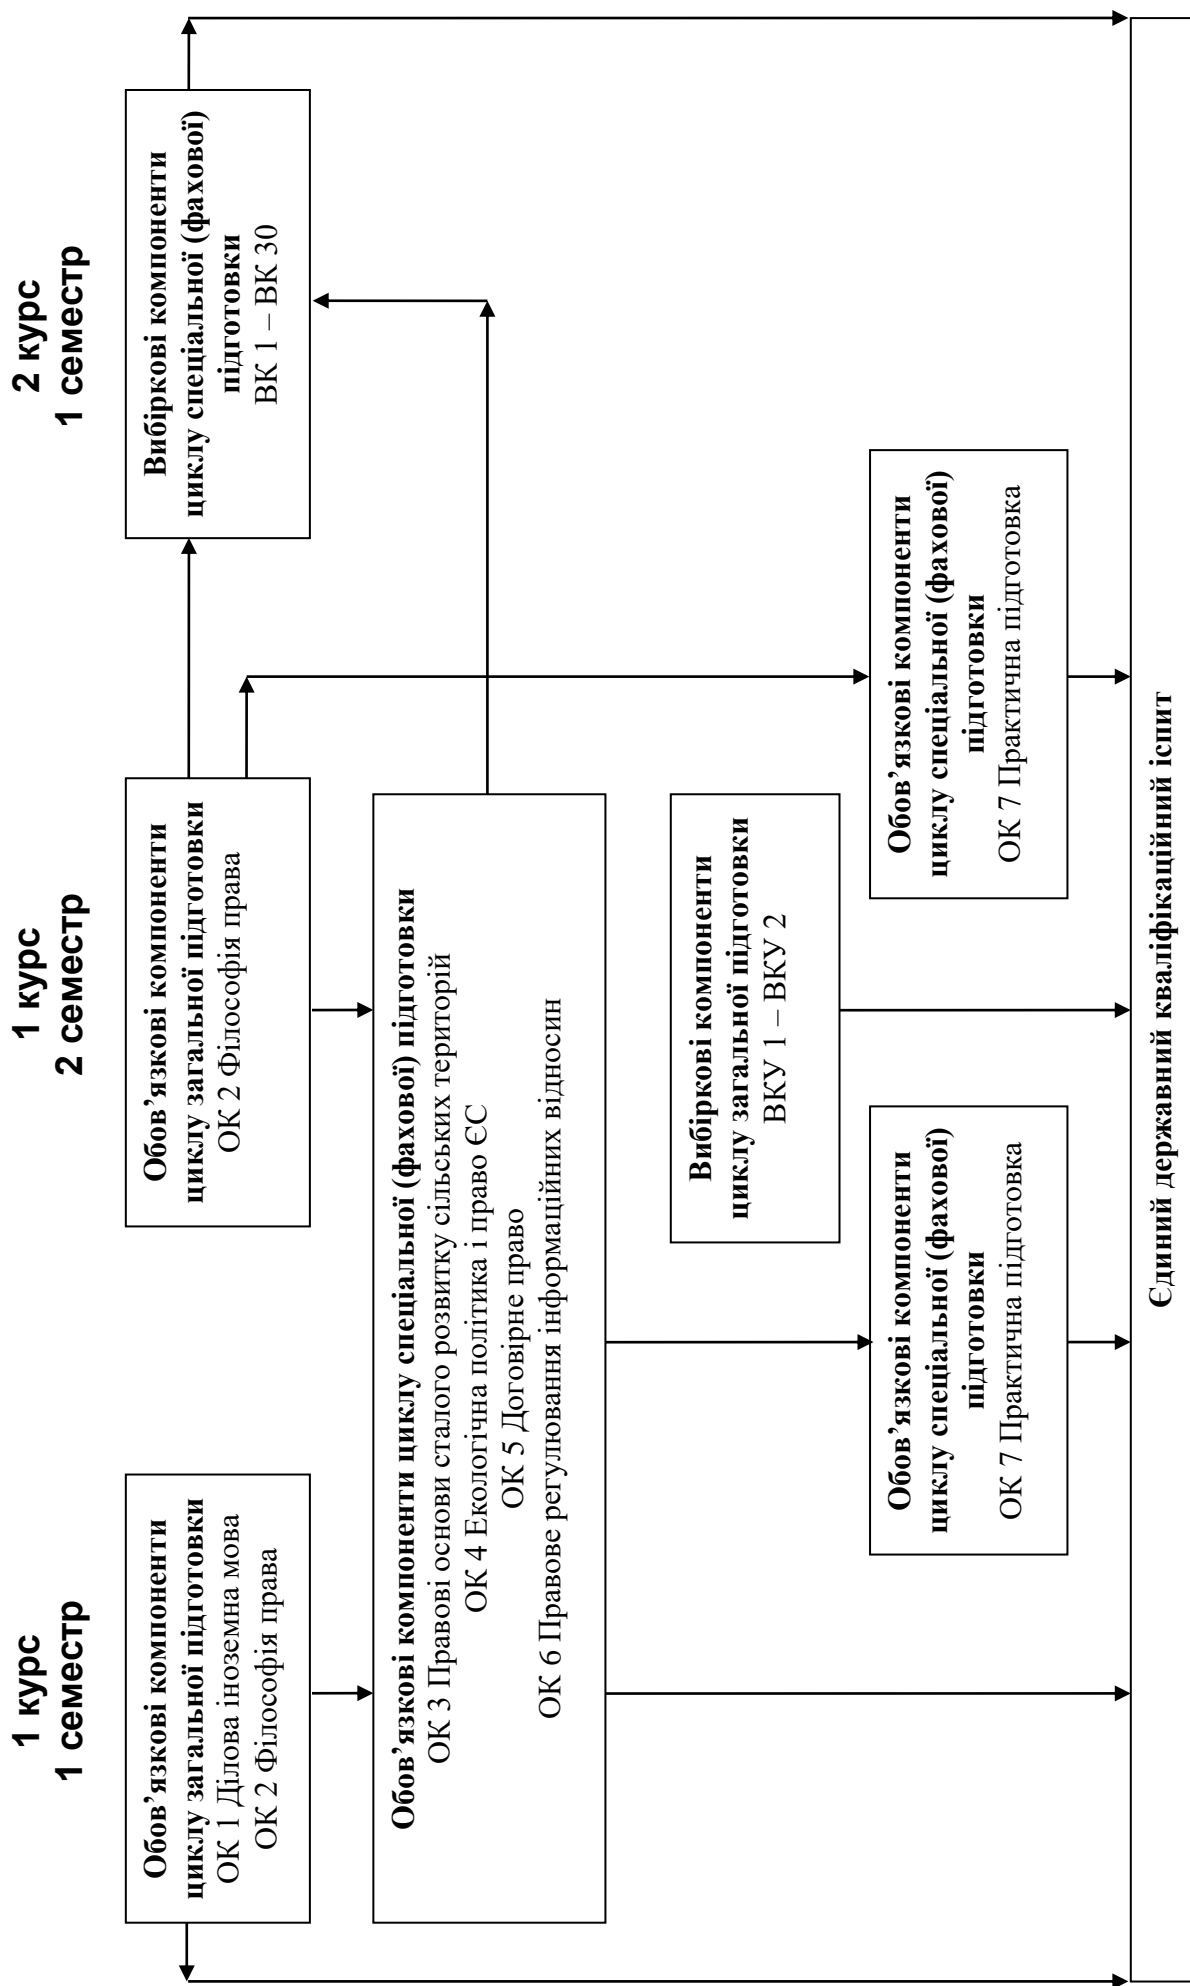 1 курс
1 семестр
1 курс
2 семестр
2 курс
1 семестр
Обов’язкові компоненти
циклу загальної підготовки
ОК 1 Ділова іноземна мова
ОК 2 Філософія права
Обов’язкові компоненти
циклу загальної підготовки
ОК 2 Філософія права
Вибіркові компоненти
циклу спеціальної (фахової)
підготовки
ВК 1 – ВК 30
Обов’язкові компоненти циклу спеціальної (фахової) підготовки
ОК 3 Правові основи сталого розвитку сільських територій
ОК 4 Екологічна політика і право ЄС
ОК 5 Договірне право
ОК 6 Правове регулювання інформаційних відносин
Вибіркові компоненти
циклу загальної підготовки
ВКУ 1 – ВКУ 2
Обов’язкові компоненти
циклу спеціальної (фахової)
підготовки
ОК 7 Практична підготовка
Обов’язкові компоненти
циклу спеціальної (фахової)
підготовки
ОК 7 Практична підготовка
Єдиний державний кваліфікаційний іспит